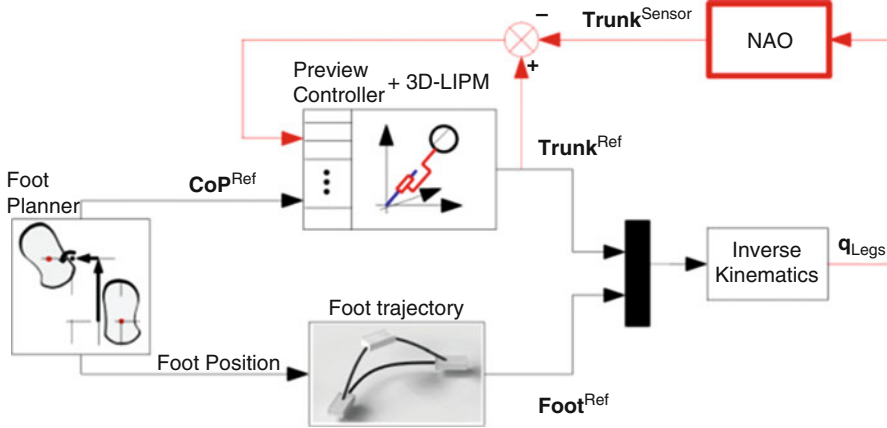 −
Trunk^Sensor
NAO
+
Preview
Controller + 3D-LIPM
Trunk^Ref
Foot
Planner
CoP^Ref
Inverse
Kinematics
q_Legs
Foot trajectory
Foot Position
Foot^Ref